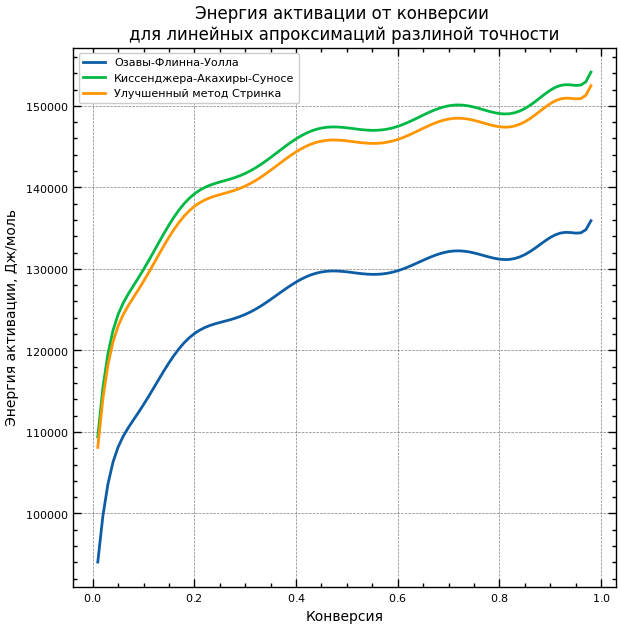 Энергия активации от конверсии
для линейных апроксимаций разлиной точности
Озавы-Флинна-Уолла
Киссенджера-Акахиры-Суносе
Улучшенный метод Стринка
Энергия активации, Дж/моль
150000
140000
130000
120000
110000
100000
0.0 0.2 0.4 0.6 0.8 1.0
Конверсия